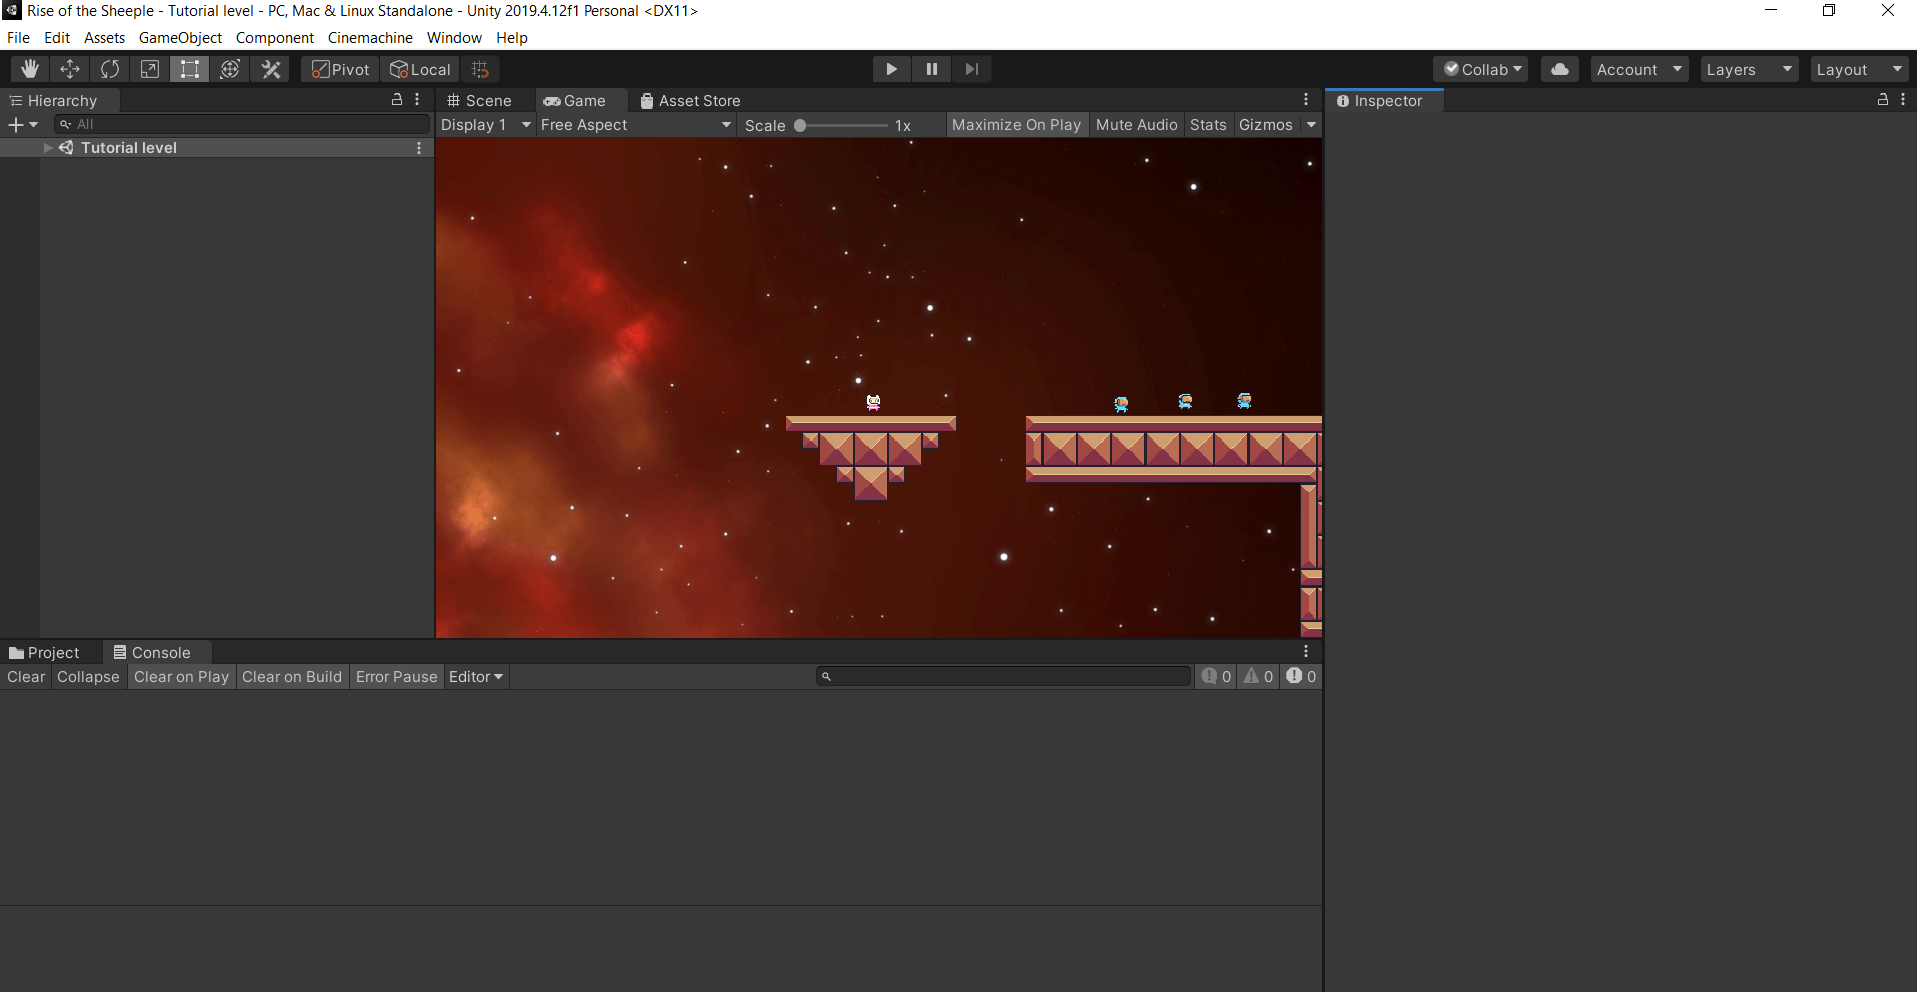 Rise of the Sheeple - Tutorial level - PC, Mac & Linux Standalone - Unity 2019.4.12f1 Personal <DX11>
File Edit Assets GameObject Component Cinemachine Window Help
Pivot Local Collab Account Layers Layout
Hierarchy Scene Game Asset Store Inspector
All Display 1 Free Aspect Scale 1x Maximize On Play Mute Audio Stats Gizmos
Tutorial level
Project Console
Clear Collapse Clear on Play Clear on Build Error Pause Editor 0 0 0